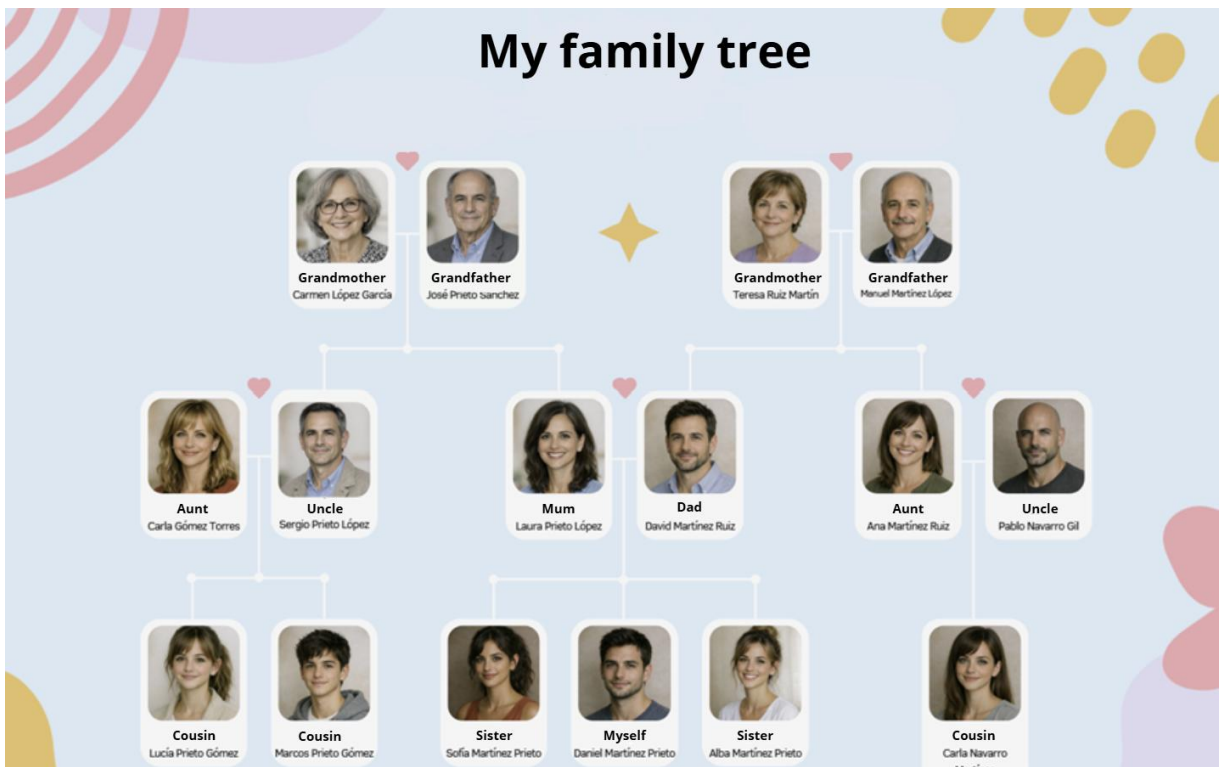 My family tree
Grandmother
Carmen López García
Grandfather
José Prieto Sanchez
Grandmother
Teresa Ruiz Martín
Grandfather
Manuel Martínez López
Aunt
Carla Gómez Torres
Uncle
Sergio Prieto López
Mum
Laura Prieto López
Dad
David Martínez Ruiz
Aunt
Ana Martínez Ruiz
Uncle
Pablo Navarro Gil
Cousin
Lucía Prieto Gómez
Cousin
Marcos Prieto Gómez
Sister
Sofía Martínez Prieto
Myself
Daniel Martínez Prieto
Sister
Alba Martínez Prieto
Cousin
Carla Navarro